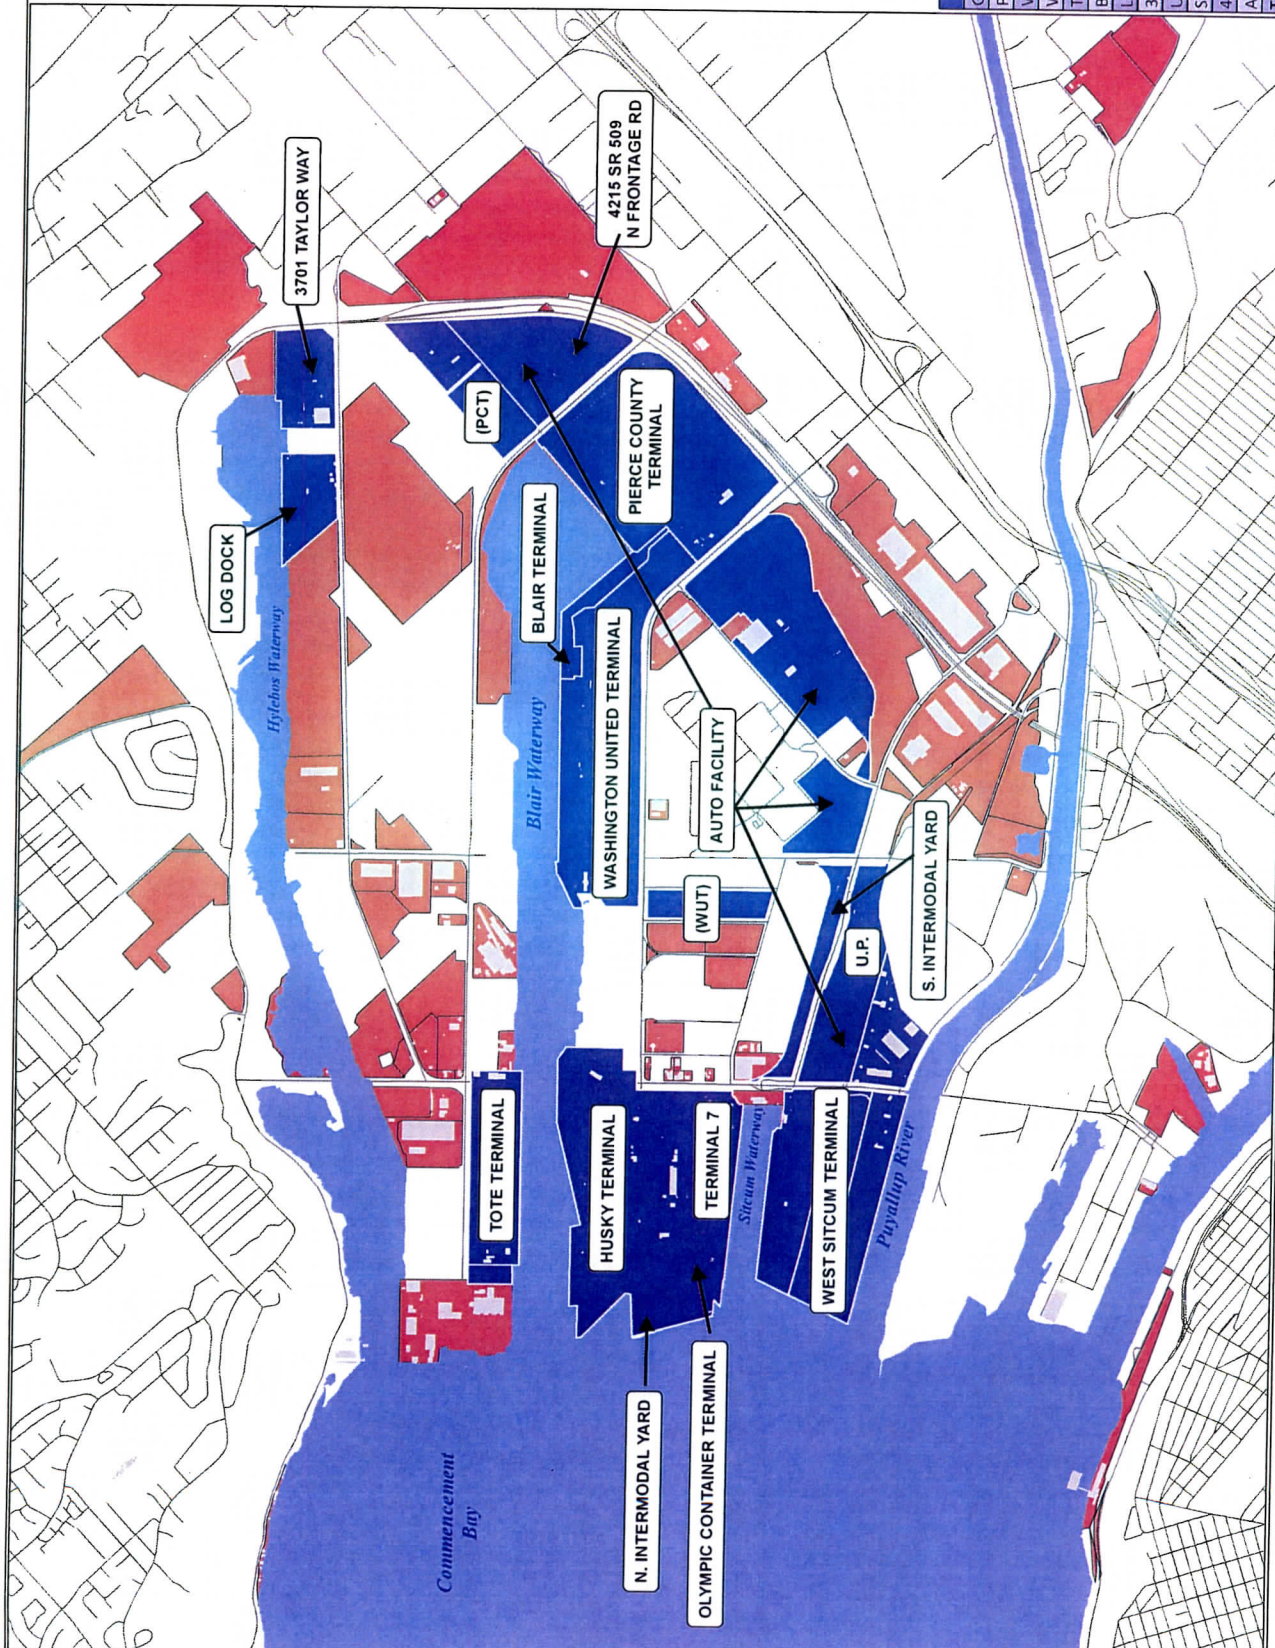 3701 TAYLOR WAY
4215 SR 509
N FRONTAGE RD
(PCT)
LOG DOCK
Hylebos Waterway
BLAIR TERMINAL
PIERCE COUNTY
TERMINAL
Blair Waterway
WASHINGTON UNITED TERMINAL
AUTO FACILITY
(WUT)
U.P.
S. INTERMODAL YARD
TOTE TERMINAL
HUSKY TERMINAL
TERMINAL 7
Sitcum Waterway
WEST SITCUM TERMINAL
Puyallup River
N. INTERMODAL YARD
OLYMPIC CONTAINER TERMINAL
Commencement
Bay